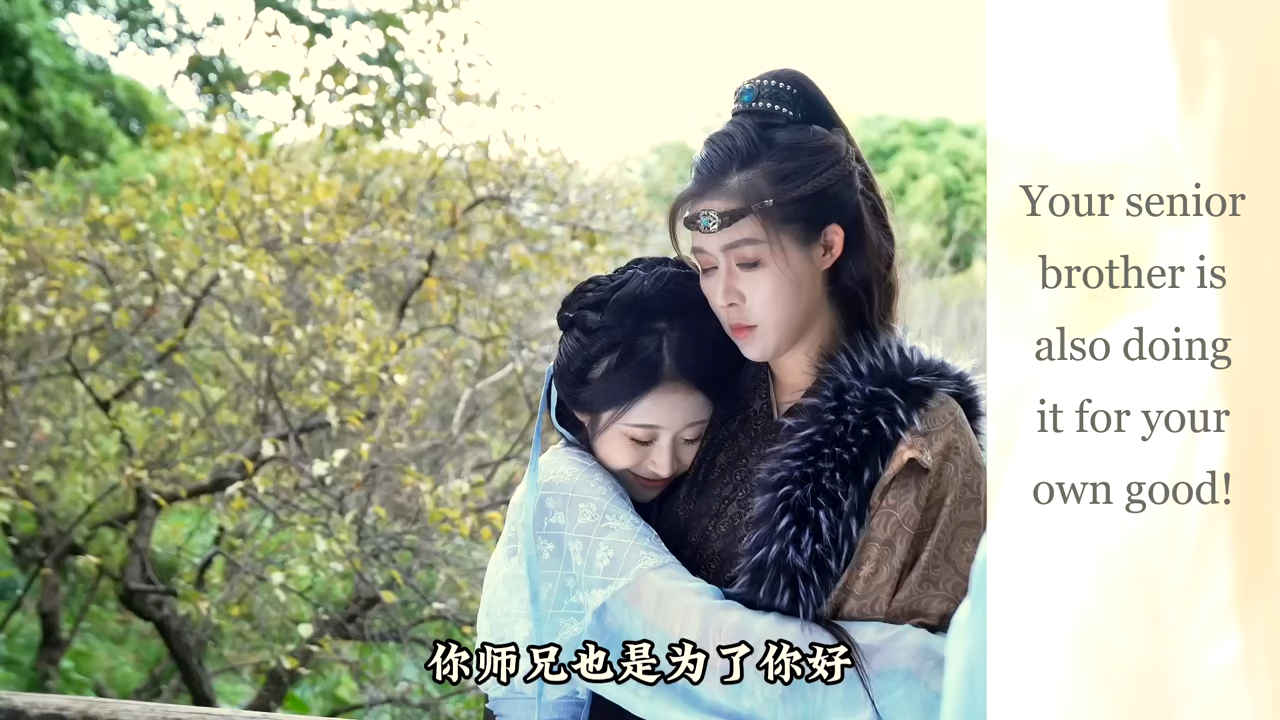 Your senior
brother is
also doing
it for your
own good!
你师兄也是为了你好